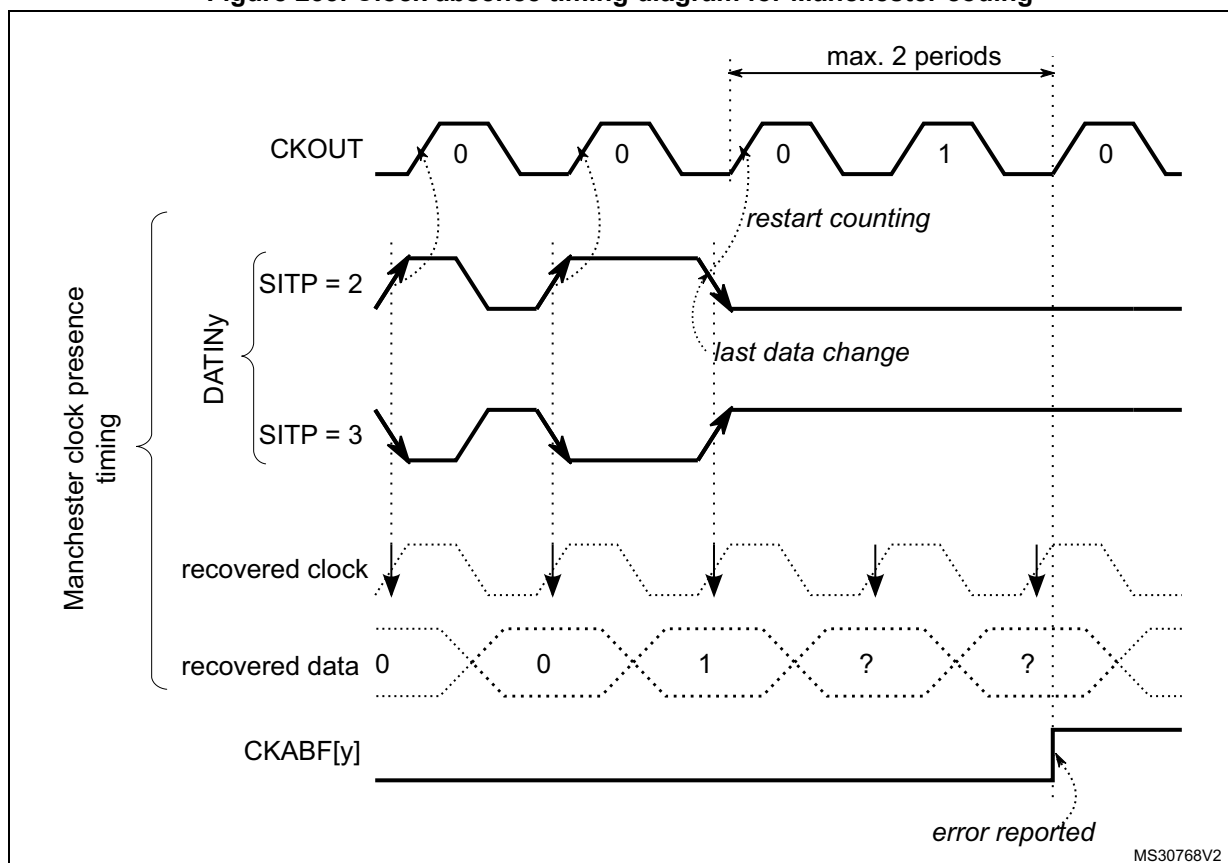 max. 2 periods
CKOUT
0
0
0
1
0
restart counting
SITP = 2
last data change
DATINy
SITP = 3
Manchester clock presence
timing
recovered clock
recovered data
0
0
1
?
?
CKABF[y]
error reported
MS30768V2